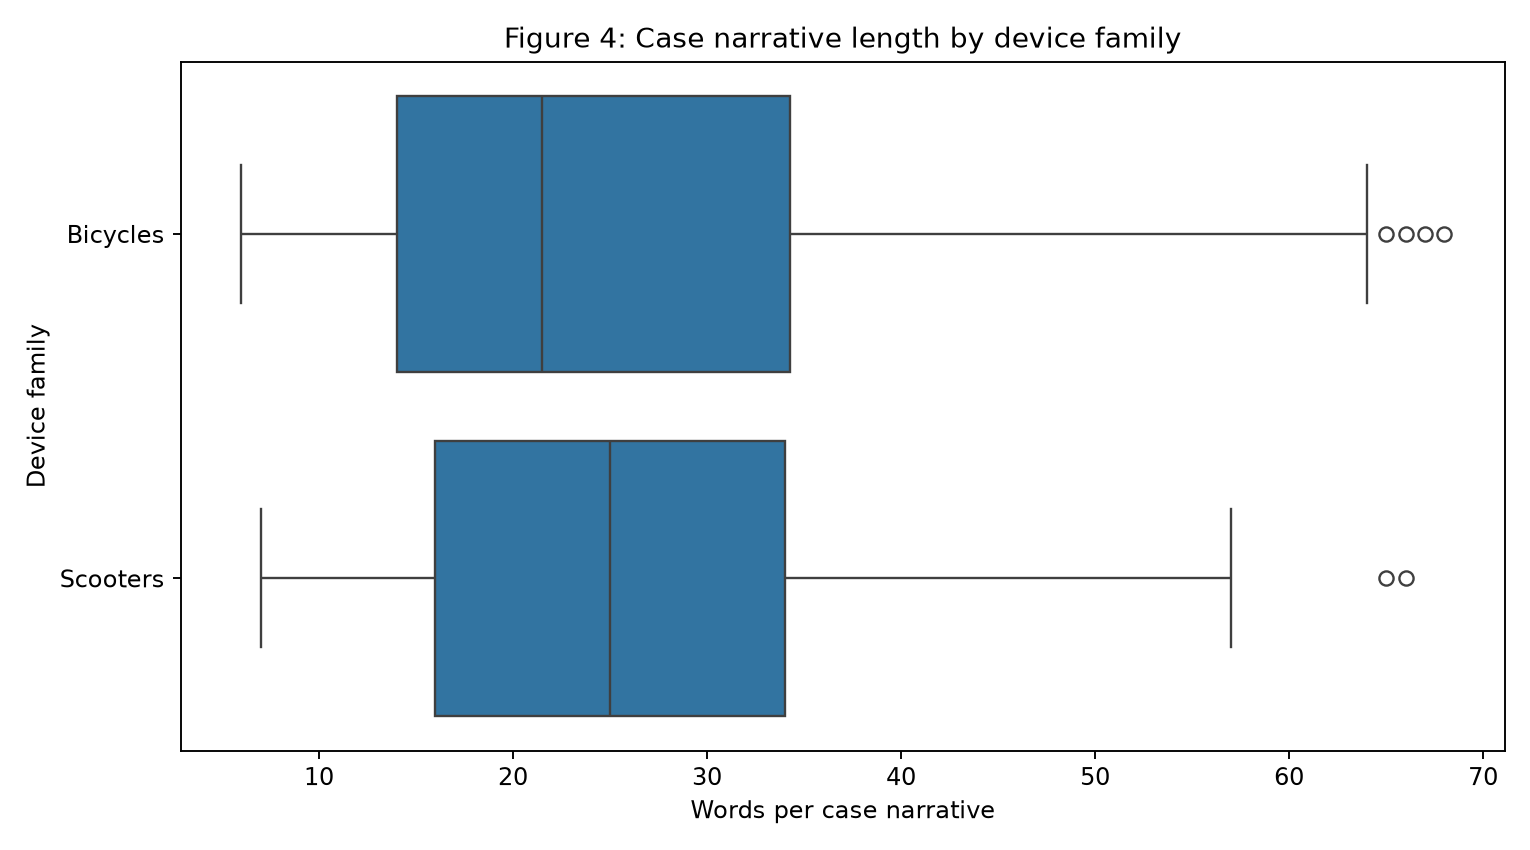 Figure 4: Case narrative length by device family
Device family
Bicycles
Scooters
10 20 30 40 50 60 70
Words per case narrative